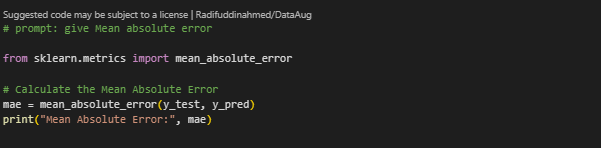 Suggested code may be subject to a license | Radifuddinahmed/DataAug
# prompt: give Mean absolute error
from sklearn.metrics import mean_absolute_error
# Calculate the Mean Absolute Error
mae = mean_absolute_error(y_test, y_pred)
print("Mean Absolute Error:", mae)